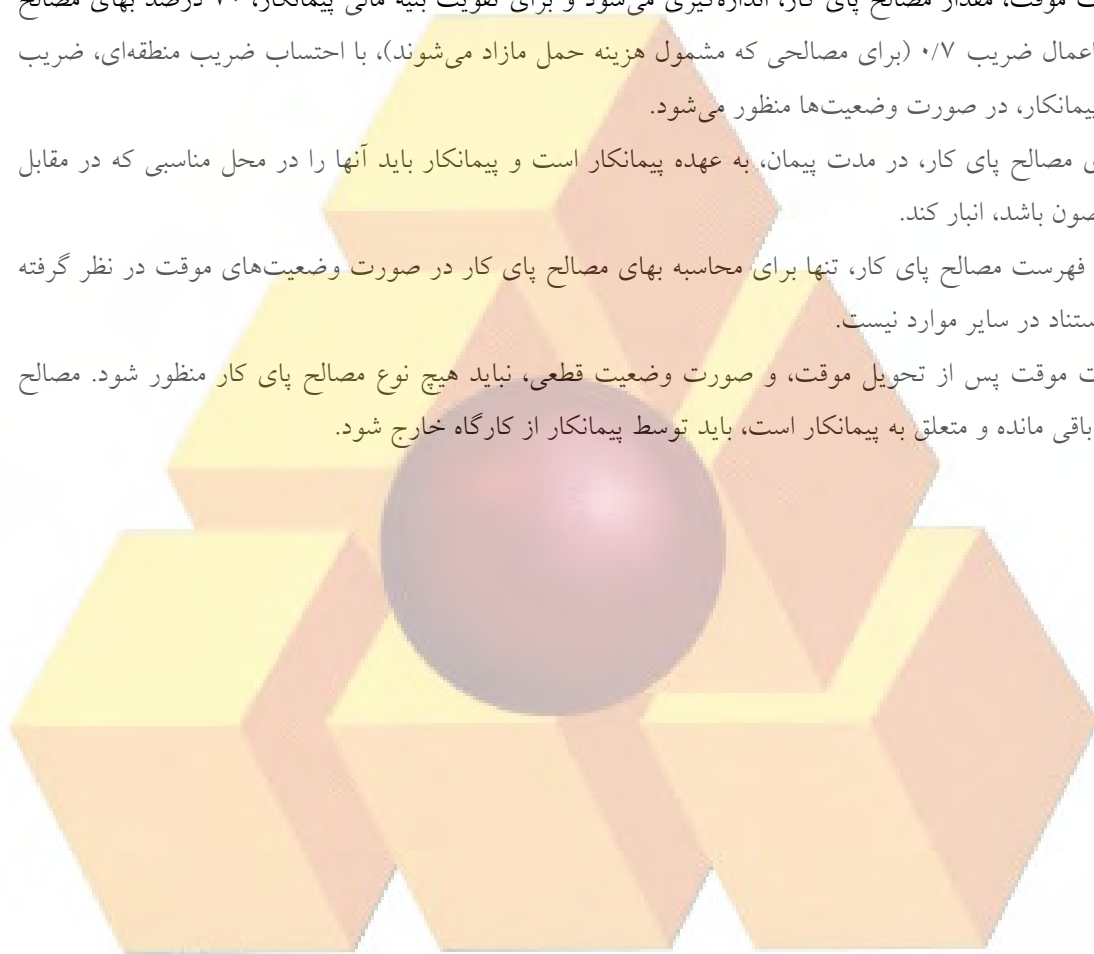 ت موقت، مقدار مصالح پای کار، اندازه‌گیری می‌شود و برای تقویت بنیه مالی پیمانکار، ۷۰ درصد بهای مصالح
اعمال ضریب ۰/۷ (برای مصالحی که مشمول هزینه حمل مازاد می‌شوند)، با احتساب ضریب منطقه‌ای، ضریب
پیمانکار، در صورت وضعیت‌ها منظور می‌شود.
ی مصالح پای کار، در مدت پیمان، به عهده پیمانکار است و پیمانکار باید آنها را در محل مناسبی که در مقابل
صون باشد، انبار کند.
فهرست مصالح پای کار، تنها برای محاسبه بهای مصالح پای کار در صورت وضعیت‌های موقت در نظر گرفته
ستناد در سایر موارد نیست.
ت موقت پس از تحویل موقت، و صورت وضعیت قطعی، نباید هیچ نوع مصالح پای کار منظور شود. مصالح
باقی مانده و متعلق به پیمانکار است، باید توسط پیمانکار از کارگاه خارج شود.